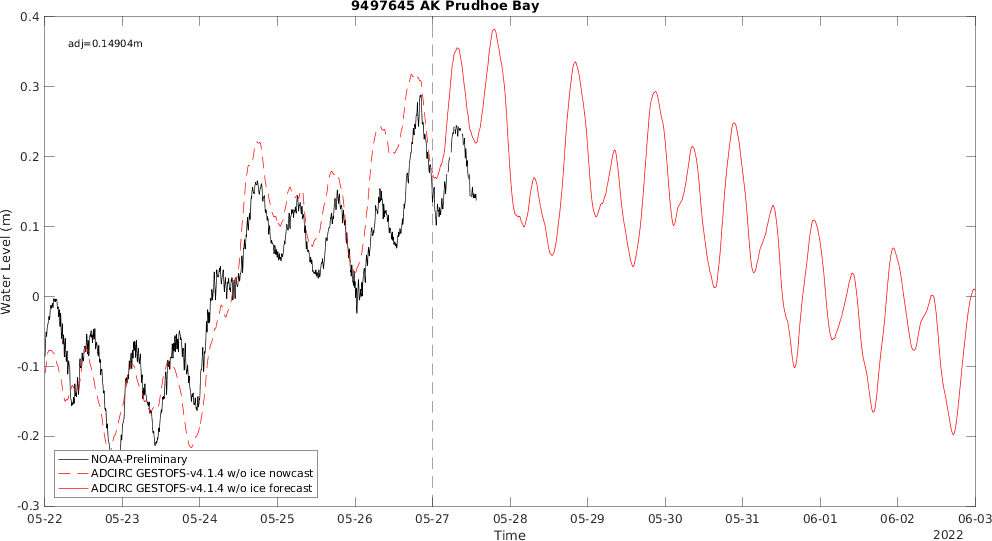 9497645 AK Prudhoe Bay
adj=0.14904m
Water Level (m)
0.4
0.3
0.2
0.1
0
-0.1
-0.2
-0.3
NOAA-Preliminary
ADCIRC GESTOFS-v4.1.4 w/o ice nowcast
ADCIRC GESTOFS-v4.1.4 w/o ice forecast
05-22 05-23 05-24 05-25 05-26 05-27 05-28 05-29 05-30 05-31 06-01 06-02 06-03
Time
2022